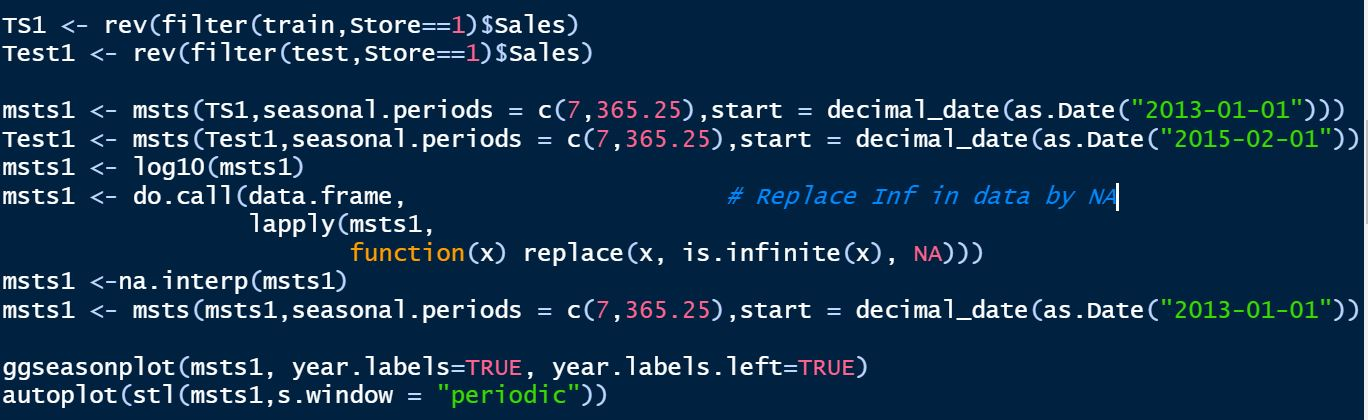 TS1 <- rev(filter(train,Store==1)$Sales)
Test1 <- rev(filter(test,Store==1)$Sales)
msts1 <- msts(TS1,seasonal.periods = c(7,365.25),start = decimal_date(as.Date("2013-01-01")))
Test1 <- msts(Test1,seasonal.periods = c(7,365.25),start = decimal_date(as.Date("2015-02-01"))
msts1 <- log10(msts1)
msts1 <- do.call(data.frame, # Replace Inf in data by NA
lapply(msts1,
function(x) replace(x, is.infinite(x), NA)))
msts1 <-na.interp(msts1)
msts1 <- msts(msts1,seasonal.periods = c(7,365.25),start = decimal_date(as.Date("2013-01-01"))
ggseasonplot(msts1, year.labels=TRUE, year.labels.left=TRUE)
autoplot(stl(msts1,s.window = "periodic"))